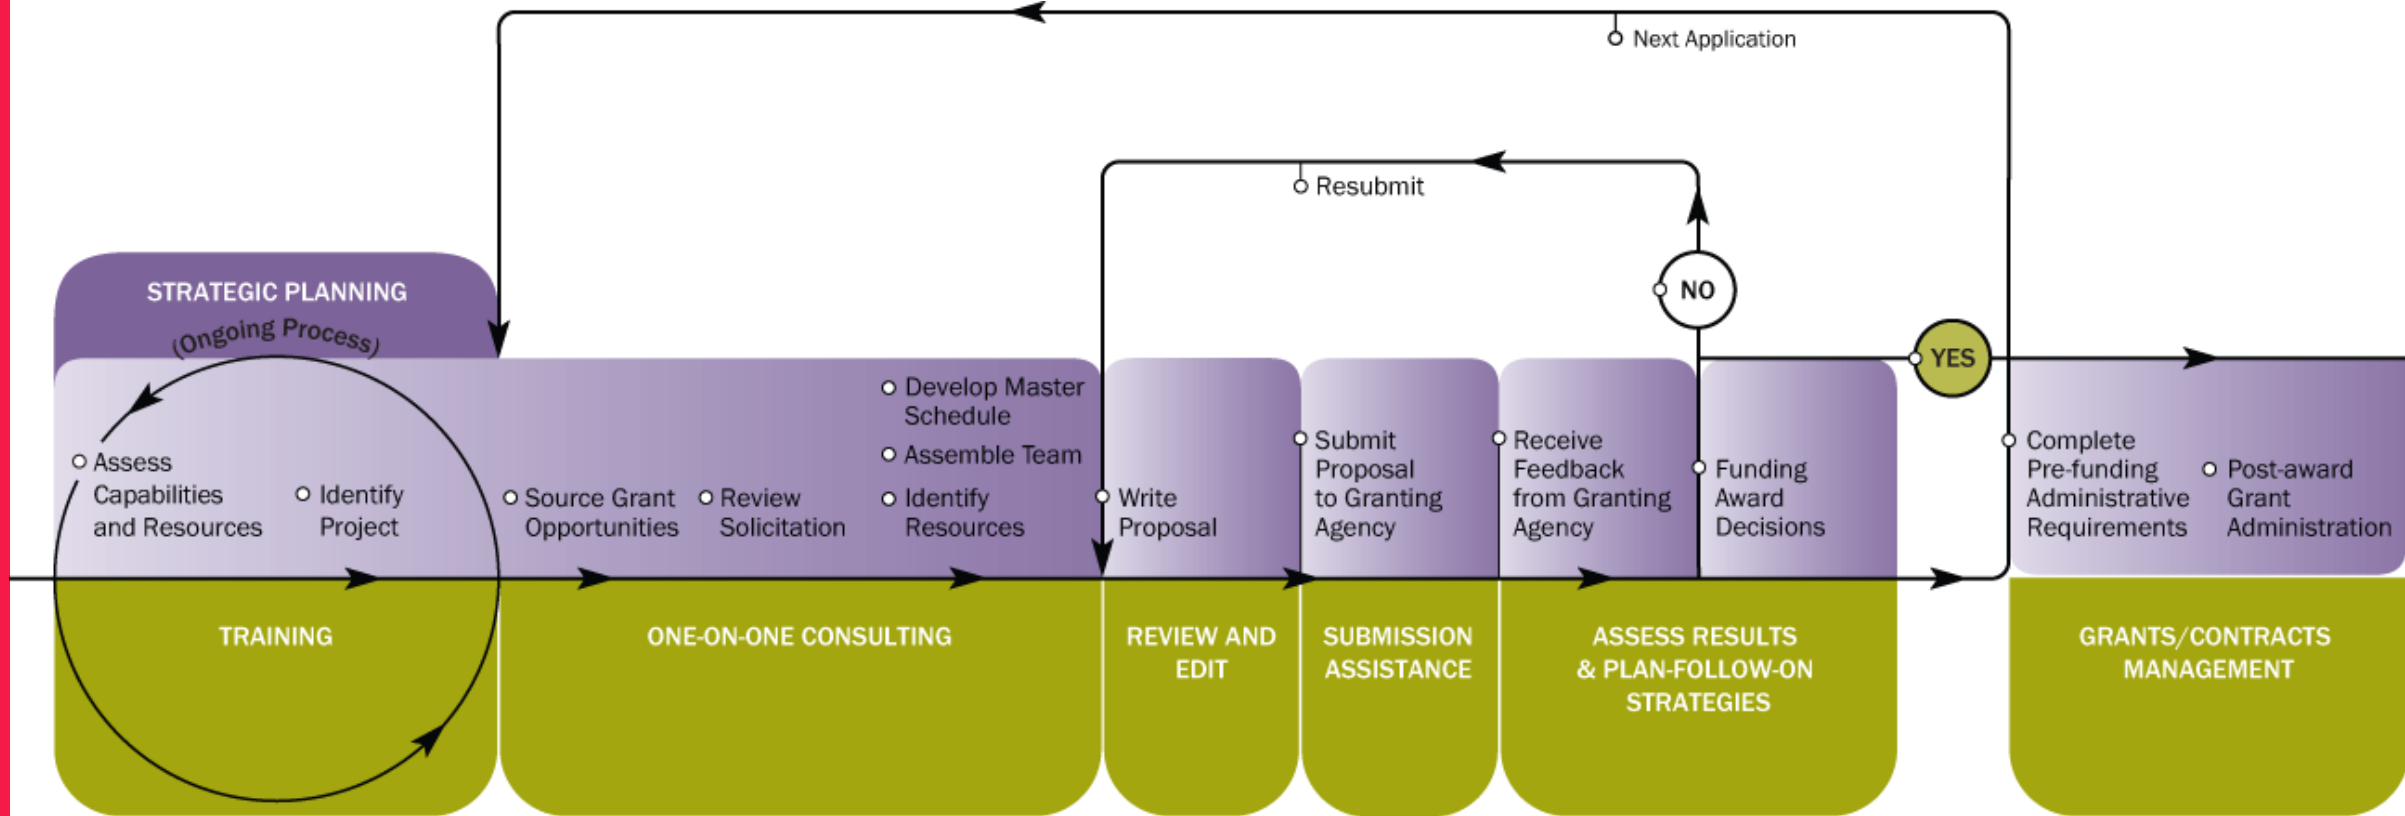 Next Application
Resubmit
NO
YES
STRATEGIC PLANNING
(Ongoing Process)
Assess
Capabilities
and Resources
Identify
Project
Source Grant
Opportunities
Review
Solicitation
Develop Master
Schedule
Assemble Team
Identify
Resources
Write
Proposal
Submit
Proposal
to Granting
Agency
Receive
Feedback
from Granting
Agency
Funding
Award
Decisions
Complete
Pre-funding
Administrative
Requirements
Post-award
Grant
Administration
TRAINING
ONE-ON-ONE CONSULTING
REVIEW AND
EDIT
SUBMISSION
ASSISTANCE
ASSESS RESULTS
& PLAN-FOLLOW-ON
STRATEGIES
GRANTS/CONTRACTS
MANAGEMENT